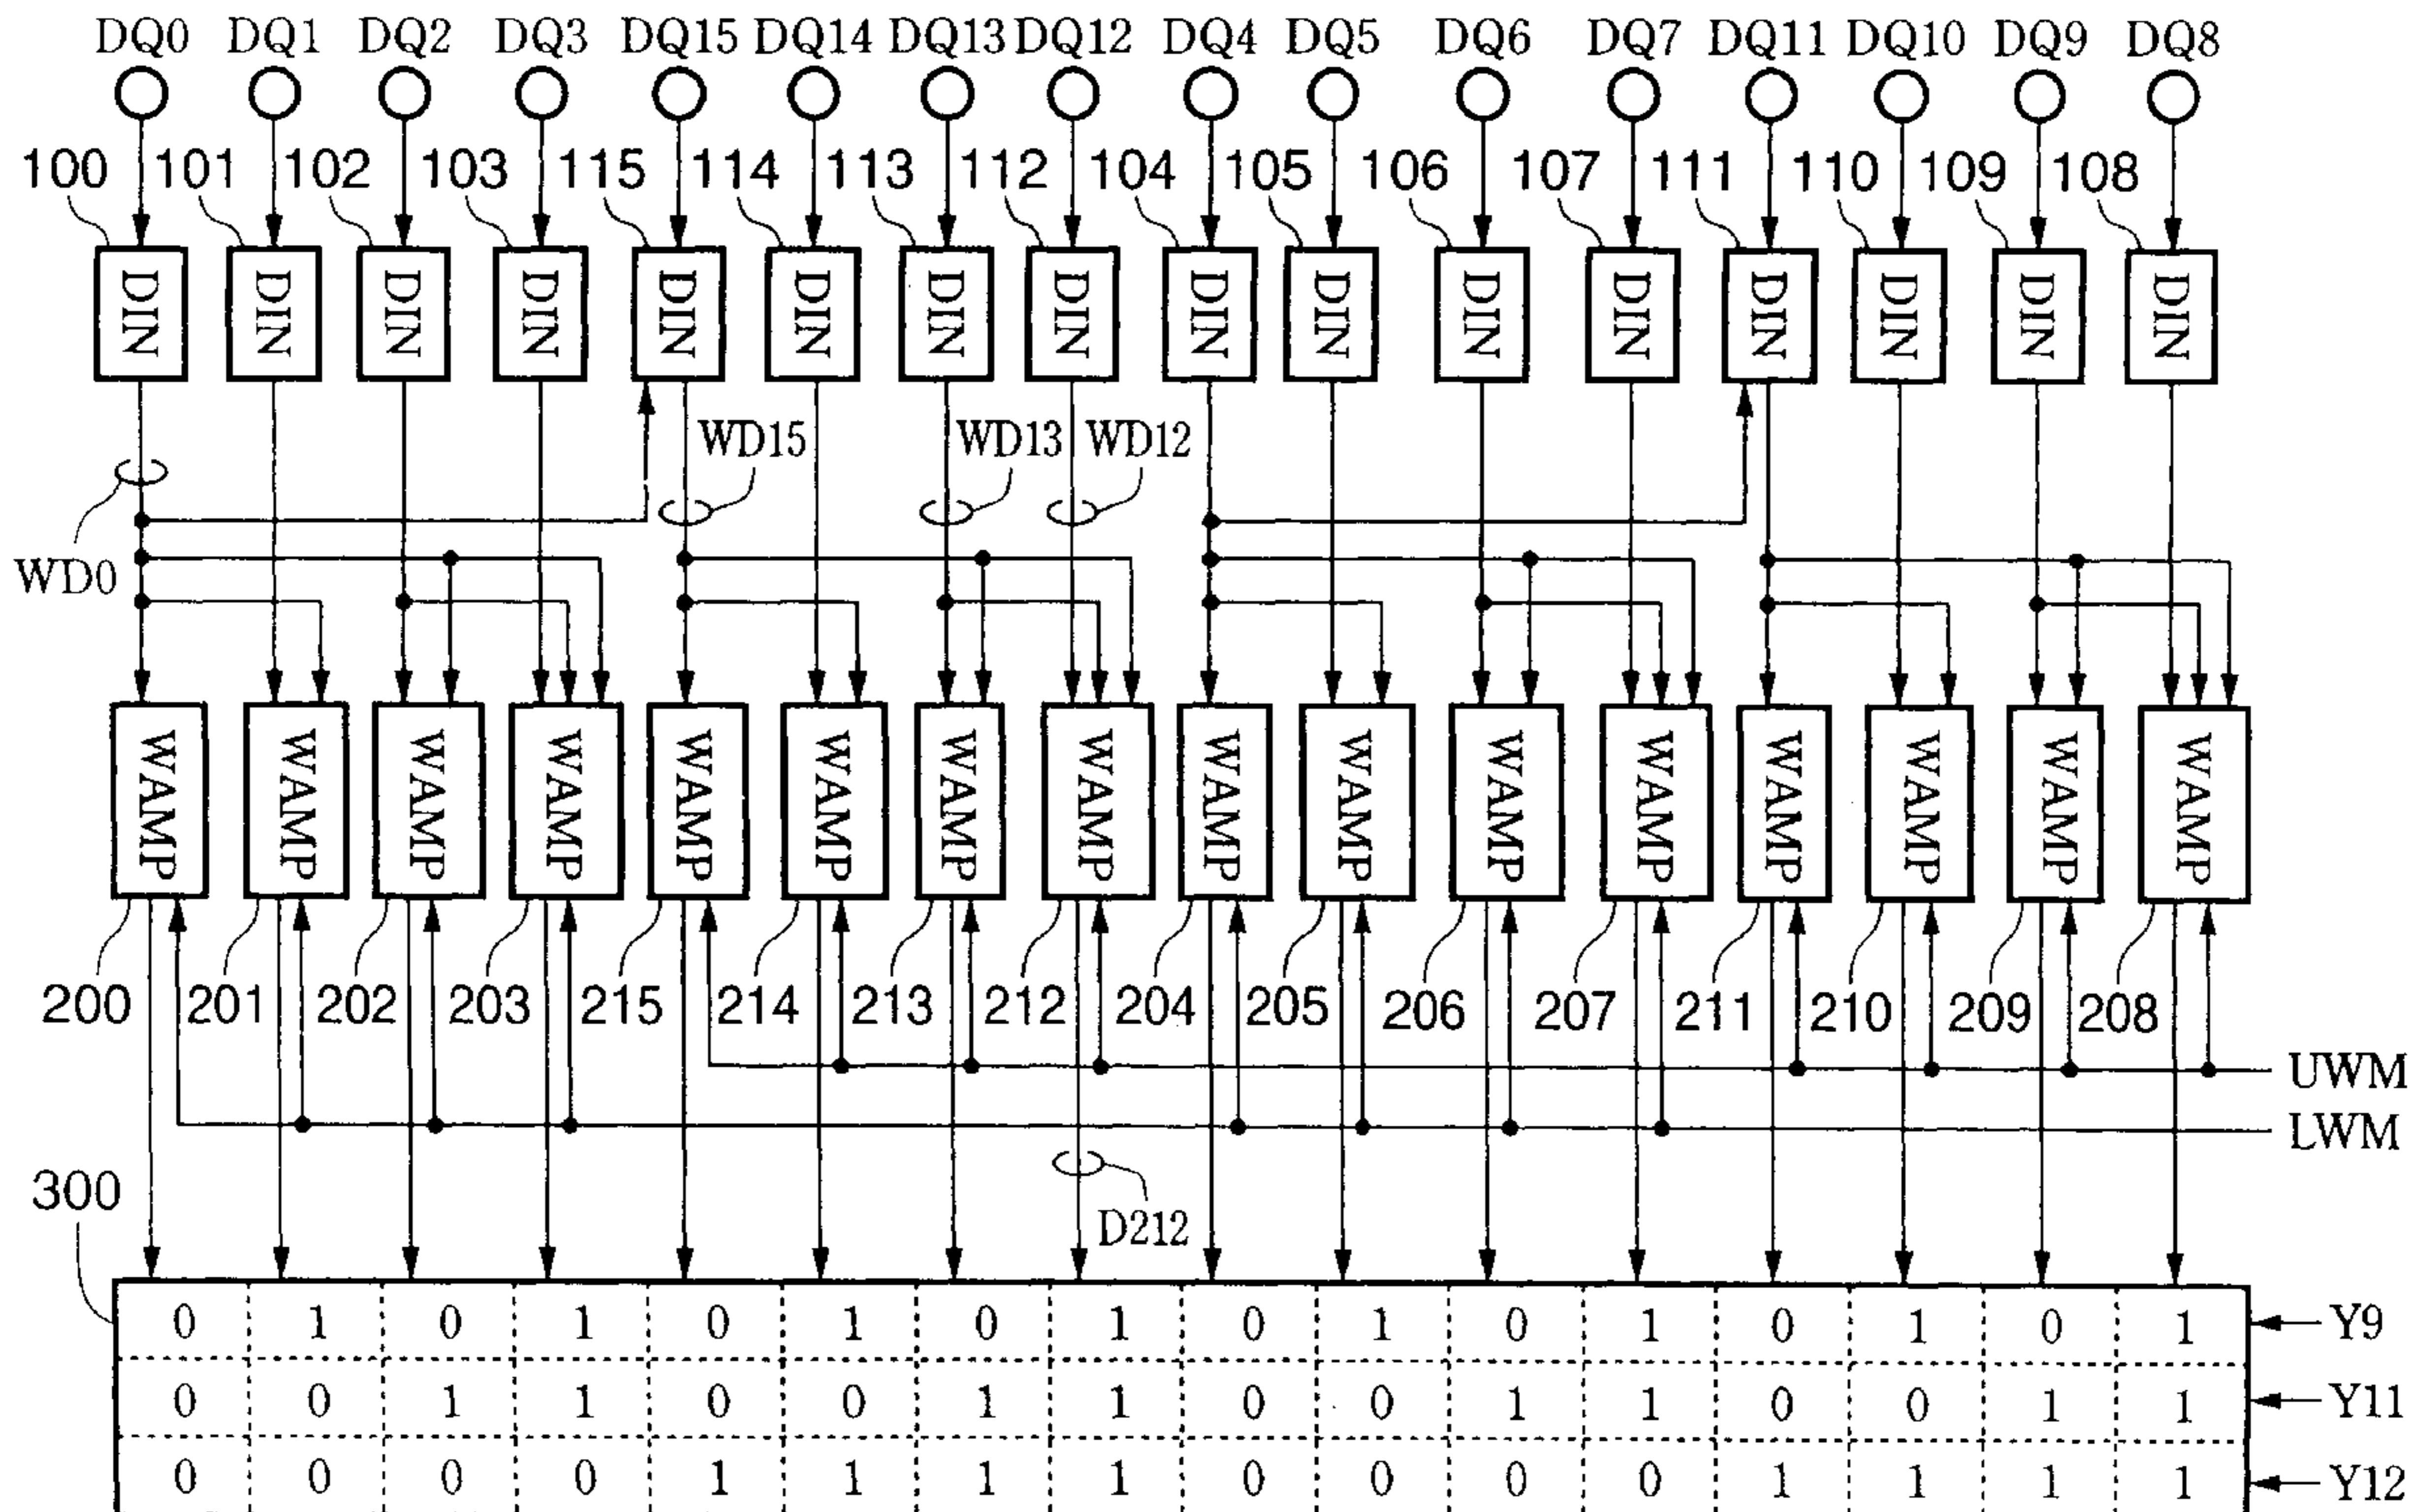 DQ0 DQ1 DQ2 DQ3 DQ15 DQ14 DQ13 DQ12 DQ4 DQ5 DQ6 DQ7 DQ11 DQ10 DQ9 DQ8
100 101 102 103 115 114 113 112 104 105 106 107 111 110 109 108
DIN DIN DIN DIN DIN DIN DIN DIN DIN DIN DIN DIN DIN DIN DIN DIN
WD15 WD13 WD12
WD0
WAMP WAMP WAMP WAMP WAMP WAMP WAMP WAMP WAMP WAMP WAMP WAMP WAMP WAMP WAMP WAMP
200 201 202 203 215 214 213 212 204 205 206 207 211 210 209 208
UWM
LWM
300
D212
0 1 0 1 0 1 0 1 0 1 0 1 0 1 0 1 Y9
0 0 1 1 0 0 1 1 0 0 1 1 0 0 1 1 Y11
0 0 0 0 1 1 1 1 0 0 0 0 1 1 1 1 Y12